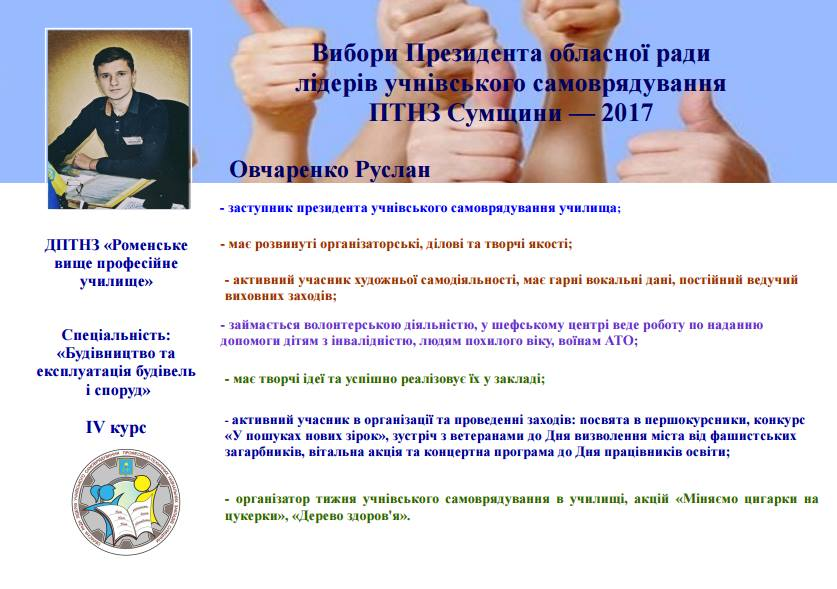 Вибори Президента обласної ради
лідерів учнівського самоврядування
ПТНЗ Сумщини — 2017
Овчаренко Руслан
ДПТНЗ «Роменське
вище професійне
училище»
Спеціальність:
«Будівництво та
експлуатація будівель
і споруд»
IV курс
- заступник президента учнівського самоврядування училища;
- має розвинуті організаторські, ділові та творчі якості;
- активний учасник художньої самодіяльності, має гарні вокальні дані, постійний ведучий
виховних заходів;
- займається волонтерською діяльністю, у шефському центрі веде роботу по наданню
допомоги дітям з інвалідністю, людям похилого віку, воїнам АТО;
- має творчі ідеї та успішно реалізовує їх у закладі;
- активний учасник в організації та проведенні заходів: посвята в першокурсники, конкурс
«У пошуках нових зірок», зустріч з ветеранами до Дня визволення міста від фашистських
загарбників, вітальна акція та концертна програма до Дня працівників освіти;
- організатор тижня учнівського самоврядування в училищі, акцій «Міняємо цигарки на
цукерки», «Дерево здоров'я».